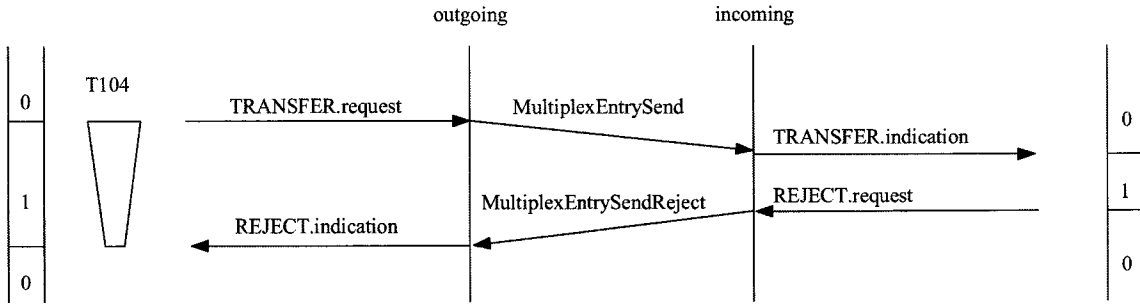 outgoing
incoming
T104
0
TRANSFER.request
MultiplexEntrySend
0
TRANSFER.indication
1
REJECT.indication
MultiplexEntrySendReject
REJECT.request
1
0
0